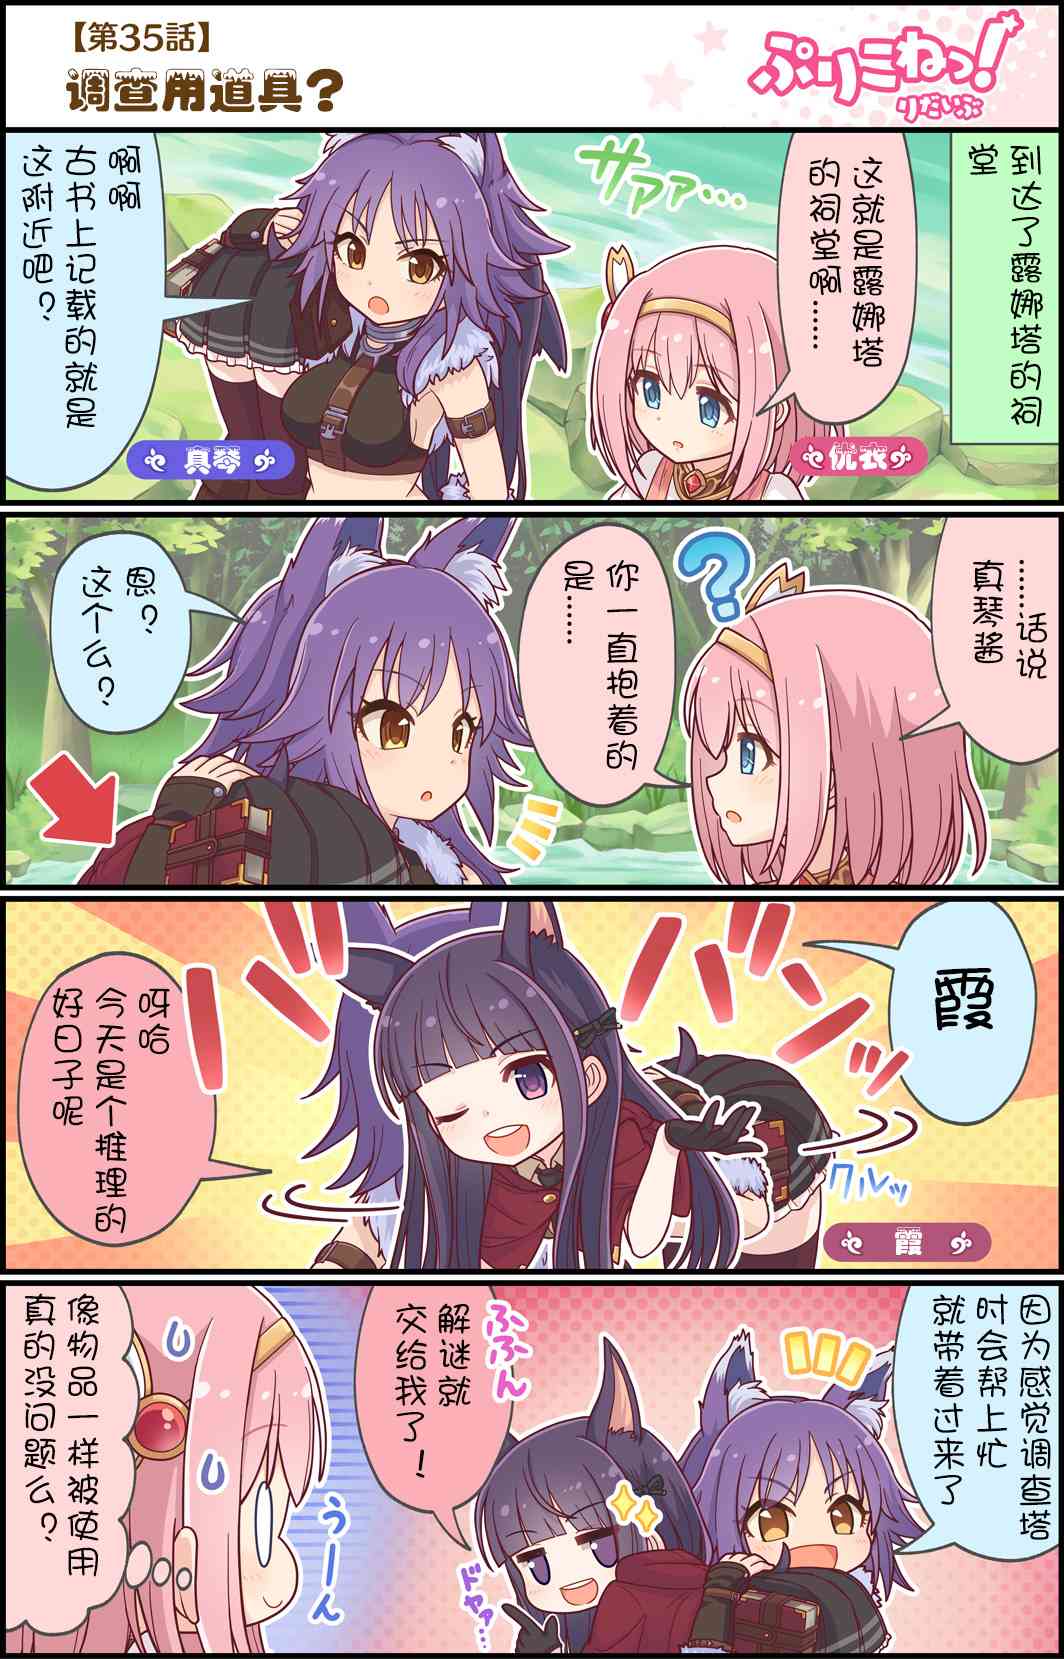 【第35話】
调查用道具?
ぷりこねっ!
りだいぶ
到达了露娜塔的祠
堂
这就是露娜塔
的祠堂啊……
サアァ…
啊啊
古书上记载的就是
这附近吧?
真琴
优衣
……话说
真琴酱
你一直抱着的
是……
?
恩?
这个么?
霞
バンッ
呀哈
今天是个推理的
好日子呢
クルルッ
霞
因为感觉调查塔
时会帮上忙
就带着过来了
ふふん
解谜就
交给我了!
ドヤァ…
うーん
像物品一样被使用
真的没问题么?